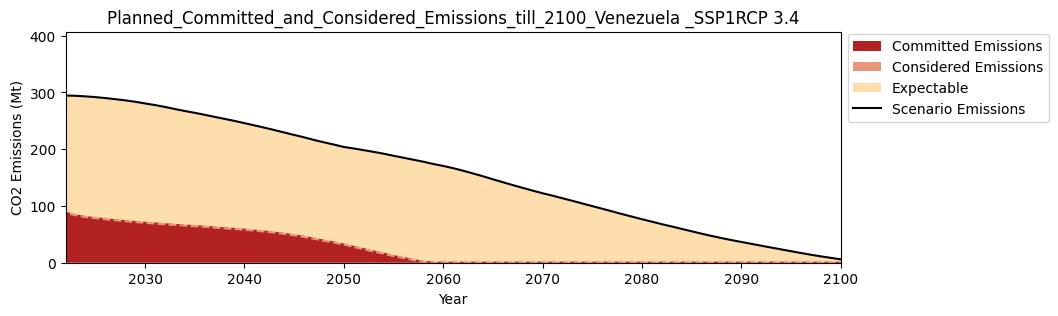 Planned_Committed_and_Considered_Emissions_till_2100_Venezuela _SSP1RCP 3.4
CO2 Emissions (Mt)
400
300
200
100
0
2030 2040 2050 2060 2070 2080 2090 2100
Year
Committed Emissions
Considered Emissions
Expectable
Scenario Emissions